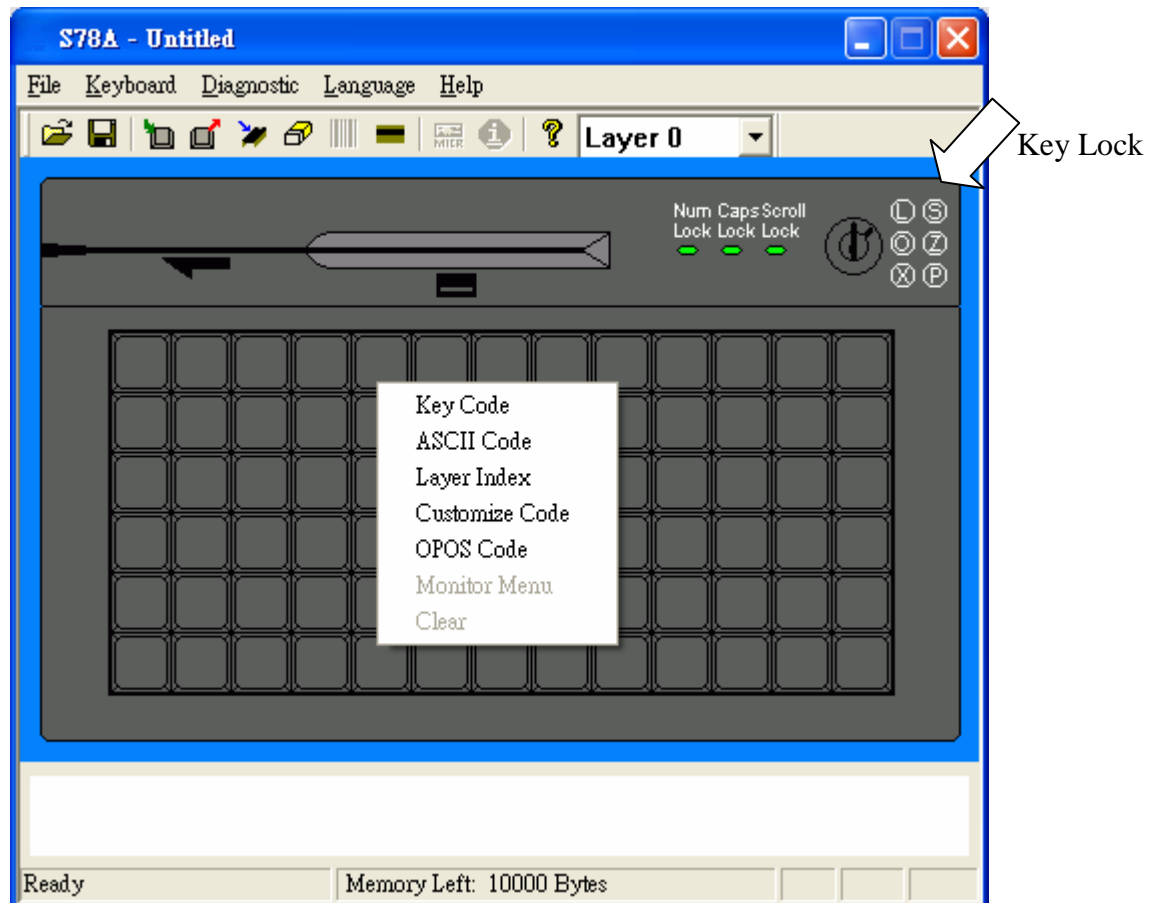 S78A - Untitled
File Keyboard Diagnostic Language Help
MICR Layer 0
Key Lock
Num Caps Scroll
Lock Lock Lock
L S
O Z
X P
Key Code
ASCII Code
Layer Index
Customize Code
OPOS Code
Monitor Menu
Clear
Ready Memory Left: 10000 Bytes